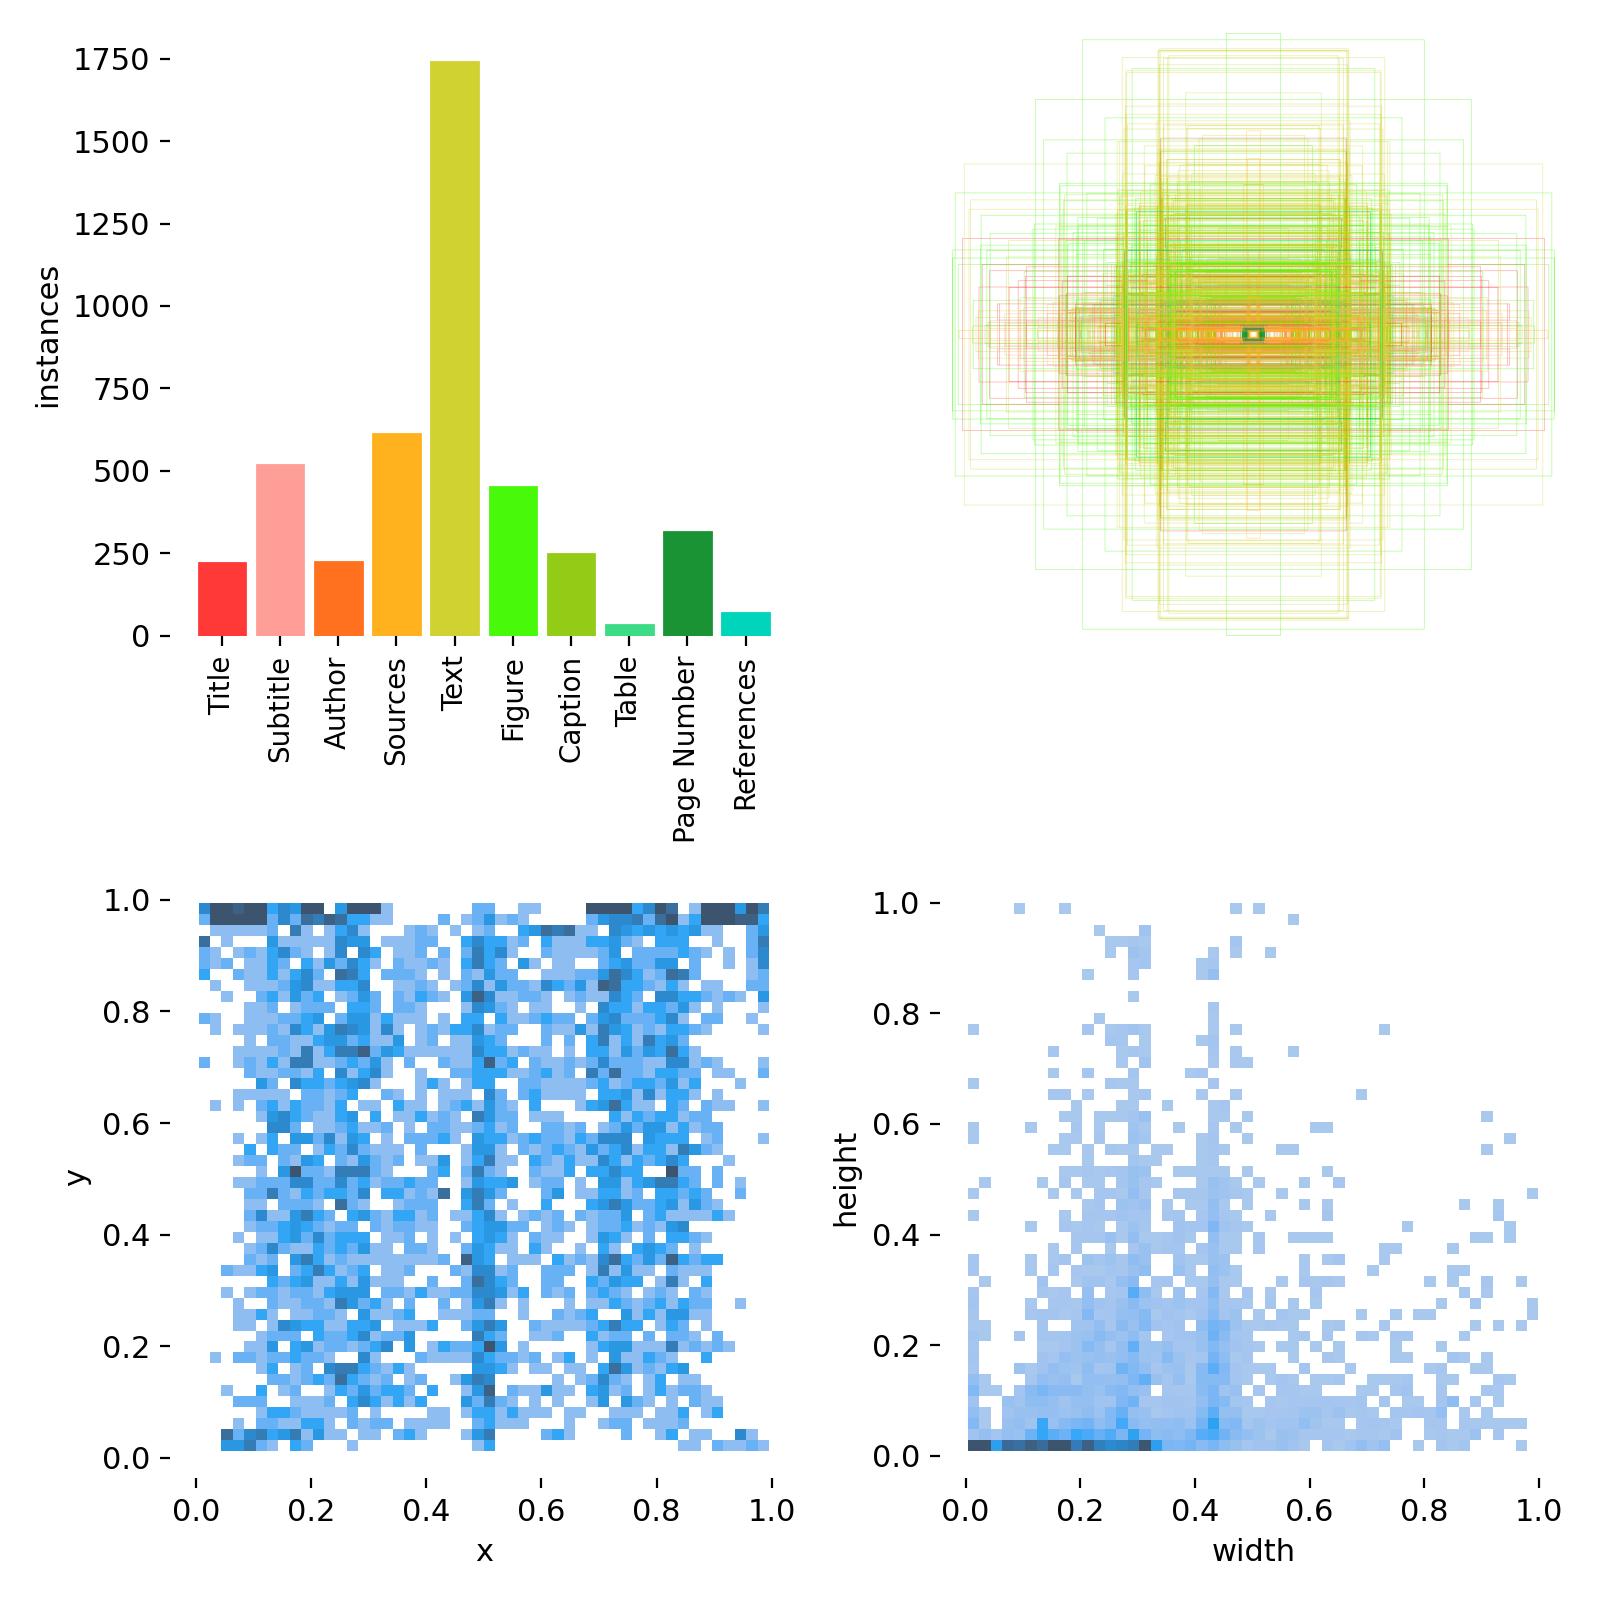 1750
1500
1250
1000
750
500
250
0
instances
Title
Subtitle
Author
Sources
Text
Figure
Caption
Table
Page Number
References
1.0
0.8
0.6
0.4
0.2
0.0
y
0.0 0.2 0.4 0.6 0.8 1.0
x
1.0
0.8
0.6
0.4
0.2
0.0
height
0.0 0.2 0.4 0.6 0.8 1.0
width